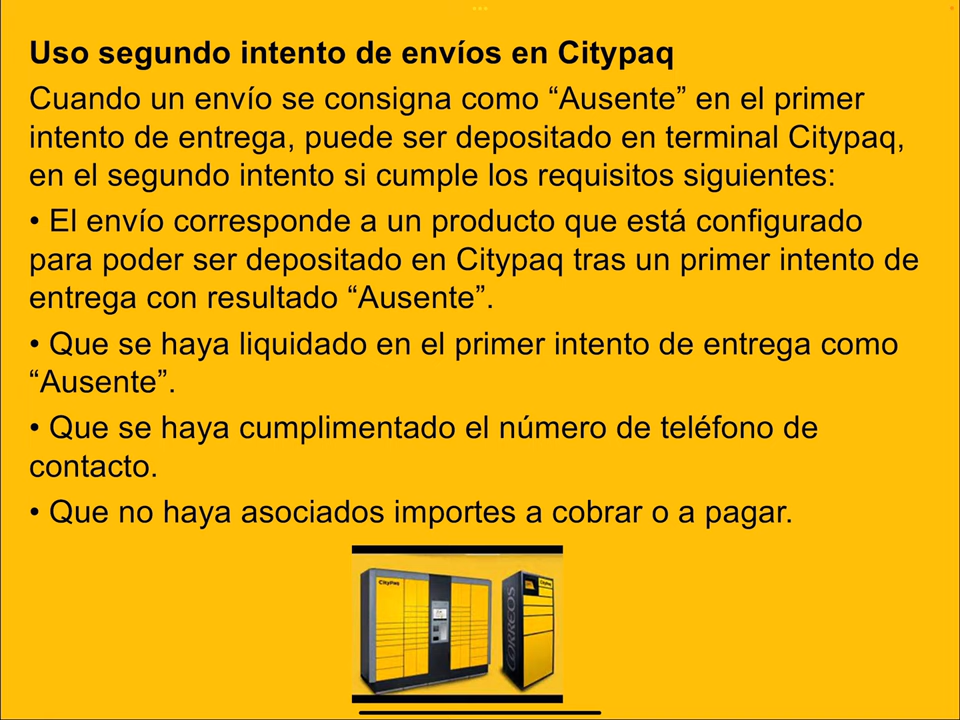 Uso segundo intento de envíos en Citypaq
Cuando un envío se consigna como “Ausente” en el primer
intento de entrega, puede ser depositado en terminal Citypaq,
en el segundo intento si cumple los requisitos siguientes:
• El envío corresponde a un producto que está configurado
para poder ser depositado en Citypaq tras un primer intento de
entrega con resultado “Ausente”.
• Que se haya liquidado en el primer intento de entrega como
“Ausente”.
• Que se haya cumplimentado el número de teléfono de
contacto.
• Que no haya asociados importes a cobrar o a pagar.
CityPaq
CORREOS